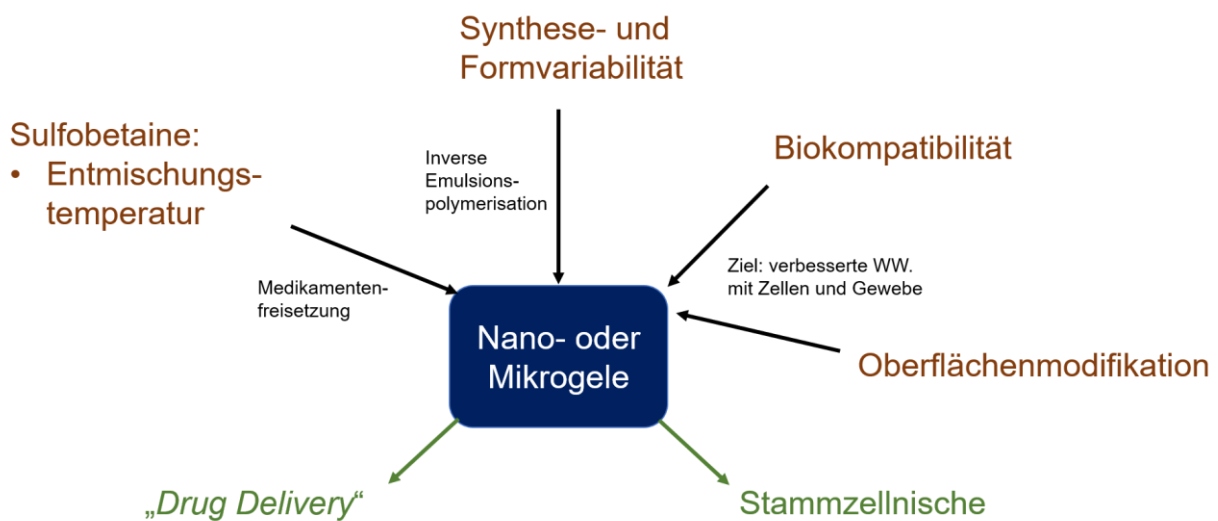 Synthese- und
Formvariabilität
Sulfobetaine:
• Entmischungs-
temperatur
Inverse
Emulsions-
polymerisation
Biokompatibilität
Medikamenten-
freisetzung
Ziel: verbesserte WW.
mit Zellen und Gewebe
Nano- oder
Mikrogele
Oberflächenmodifikation
„Drug Delivery“
Stammzellnische